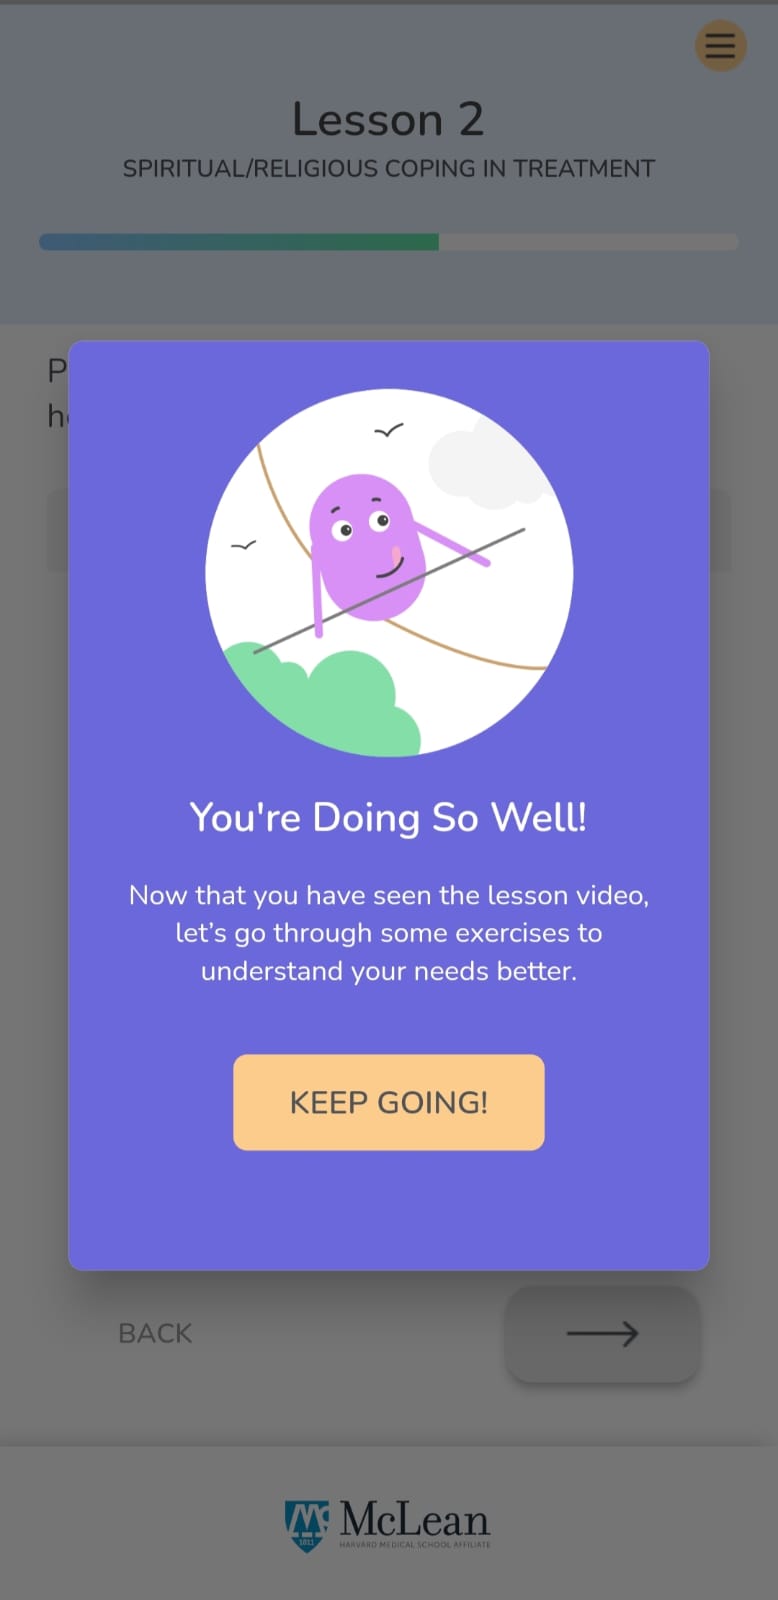 Lesson 2
SPIRITUAL/RELIGIOUS COPING IN TREATMENT
You're Doing So Well!
Now that you have seen the lesson video,
let’s go through some exercises to
understand your needs better.
KEEP GOING!
BACK
McLean
HARVARD MEDICAL SCHOOL AFFILIATE
1811